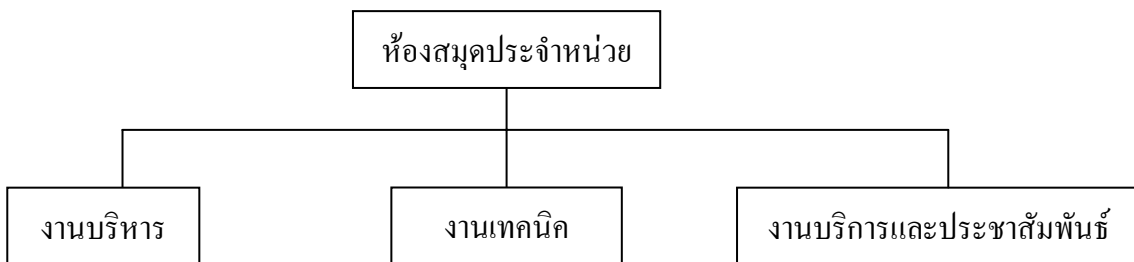 ห้องสมุดประจำหน่วย
งานบริหาร
งานเทคนิค
งานบริการและประชาสัมพันธ์